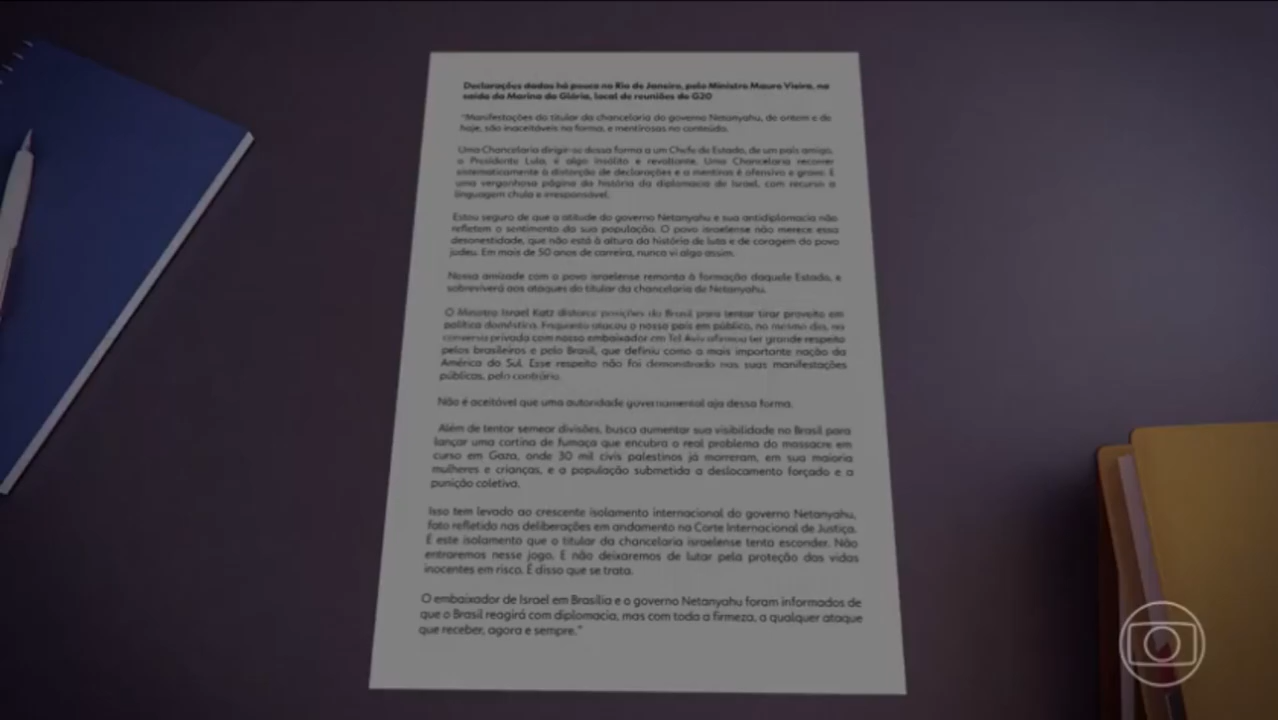 Declarações dadas há pouco no Rio de Janeiro, pelo Ministro Mauro Vieira, na
saída da Marina da Glória, local de reuniões do G20
"Manifestações do titular da chancelaria do governo Netanyahu, de ontem e de
hoje, são inaceitáveis na forma, e mentirosas no conteúdo.
Uma Chancelaria dirigir-se dessa forma a um Chefe de Estado, de um país amigo,
o Presidente Lula, é algo insólito e revoltante. Uma Chancelaria recorrer
sistematicamente à distorção de declarações e a mentiras é ofensivo e grave. É
uma vergonhosa página da história da diplomacia de Israel, com recurso a
linguagem chula e irresponsável.
Estou seguro de que a atitude do governo Netanyahu e sua antidiplomacia não
refletem o sentimento da sua população. O povo israelense não merece essa
desonestidade, que não está à altura da história de luta e de coragem do povo
judeu. Em mais de 50 anos de carreira, nunca vi algo assim.
Nossa amizade com o povo israelense remonta à formação daquele Estado, e
sobreviverá aos ataques do titular da chancelaria de Netanyahu.
O Ministro Israel Katz distorce posições do Brasil para tentar tirar proveito em
política doméstica. Enquanto atacou o nosso país em público, no mesmo dia, na
conversa privada com nosso embaixador em Tel Aviv afirmou ter grande respeito
pelos brasileiros e pelo Brasil, que definiu como a mais importante nação da
América do Sul. Esse respeito não foi demonstrado nas suas manifestações
públicas, pelo contrário.
Não é aceitável que uma autoridade governamental aja dessa forma.
Além de tentar semear divisões, busca aumentar sua visibilidade no Brasil para
lançar uma cortina de fumaça que encubra o real problema do massacre em
curso em Gaza, onde 30 mil civis palestinos já morreram, em sua maioria
mulheres e crianças, e a população submetida a deslocamento forçado e a
punição coletiva.
Isso tem levado ao crescente isolamento internacional do governo Netanyahu,
fato refletido nas deliberações em andamento na Corte Internacional de Justiça.
É este isolamento que o titular da chancelaria israelense tenta esconder. Não
entraremos nesse jogo. E não deixaremos de lutar pela proteção das vidas
inocentes em risco. É disso que se trata.
O embaixador de Israel em Brasília e o governo Netanyahu foram informados de
que o Brasil reagirá com diplomacia, mas com toda a firmeza, a qualquer ataque
que receber, agora e sempre."